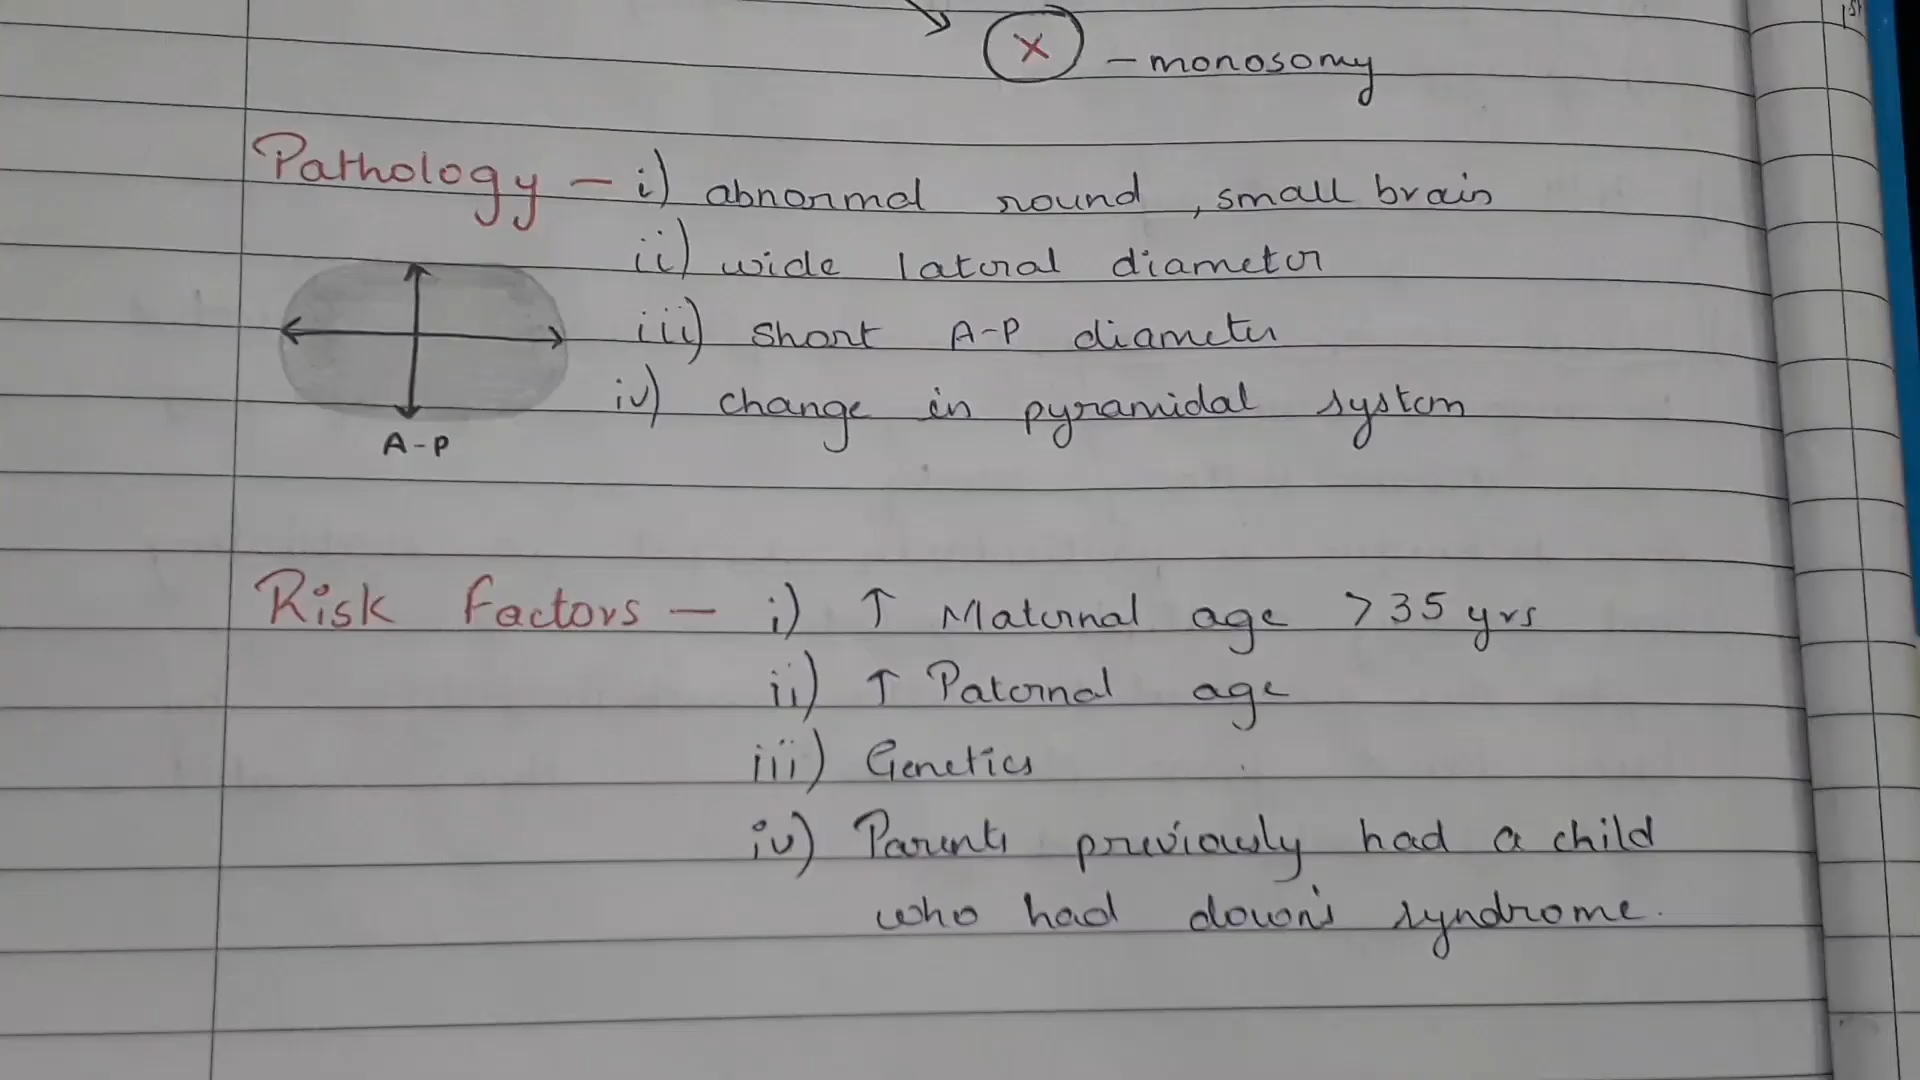 X - monosomy
Pathology - i) abnormal round, small brain
ii) wide lateral diameter
iii) short A-P diameter
iv) change in pyramidal system
A-P
Risk factors - i) ↑ Maternal age >35 yrs
ii) ↑ Paternal age
iii) Genetics
iv) Parents previously had a child
who had down's syndrome.